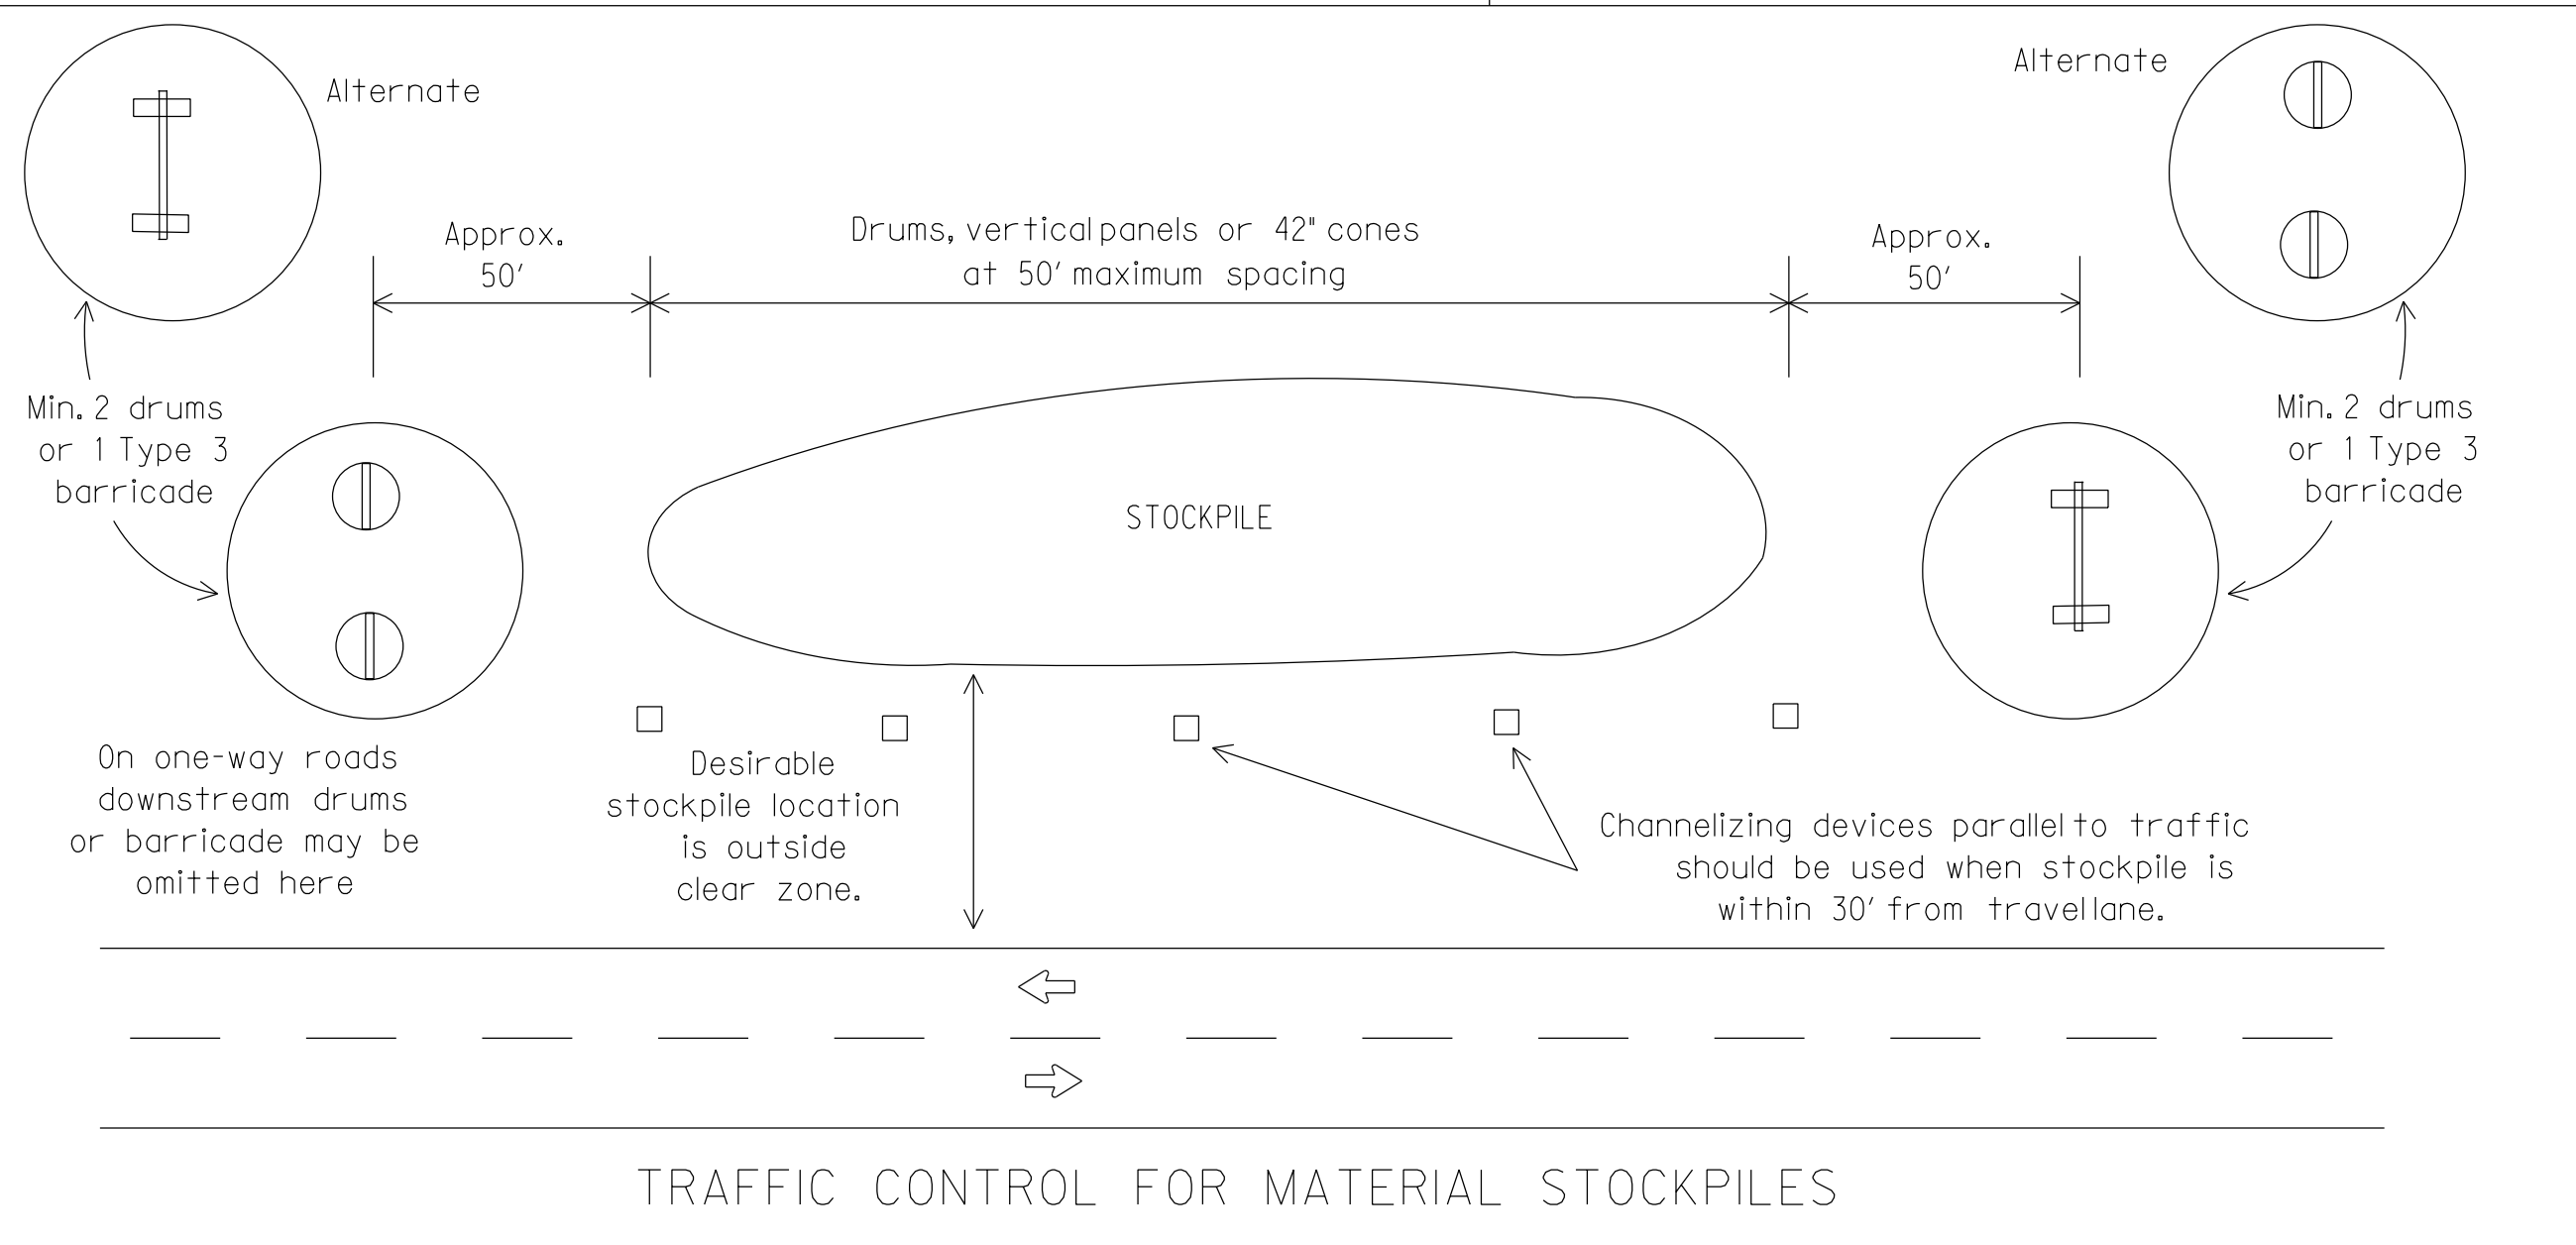 Alternate
Alternate
Approx.
50'
Drums, vertical panels or 42" cones
at 50' maximum spacing
Approx.
50'
Min. 2 drums
or 1 Type 3
barricade
Min. 2 drums
or 1 Type 3
barricade
STOCKPILE
On one-way roads
downstream drums
or barricade may be
omitted here
Desirable
stockpile location
is outside
clear zone.
Channelizing devices parallel to traffic
should be used when stockpile is
within 30' from travel lane.
TRAFFIC CONTROL FOR MATERIAL STOCKPILES